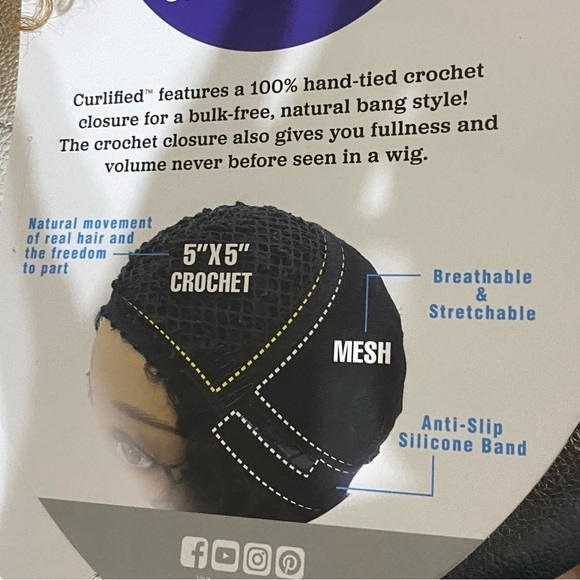 Curlified™ features a 100% hand-tied crochet
closure for a bulk-free, natural bang style!
The crochet closure also gives you fullness and
volume never before seen in a wig.
Natural movement
of real hair and
the freedom
to part
5"X5"
CROCHET
Breathable
&
Stretchable
MESH
Anti-Slip
Silicone Band